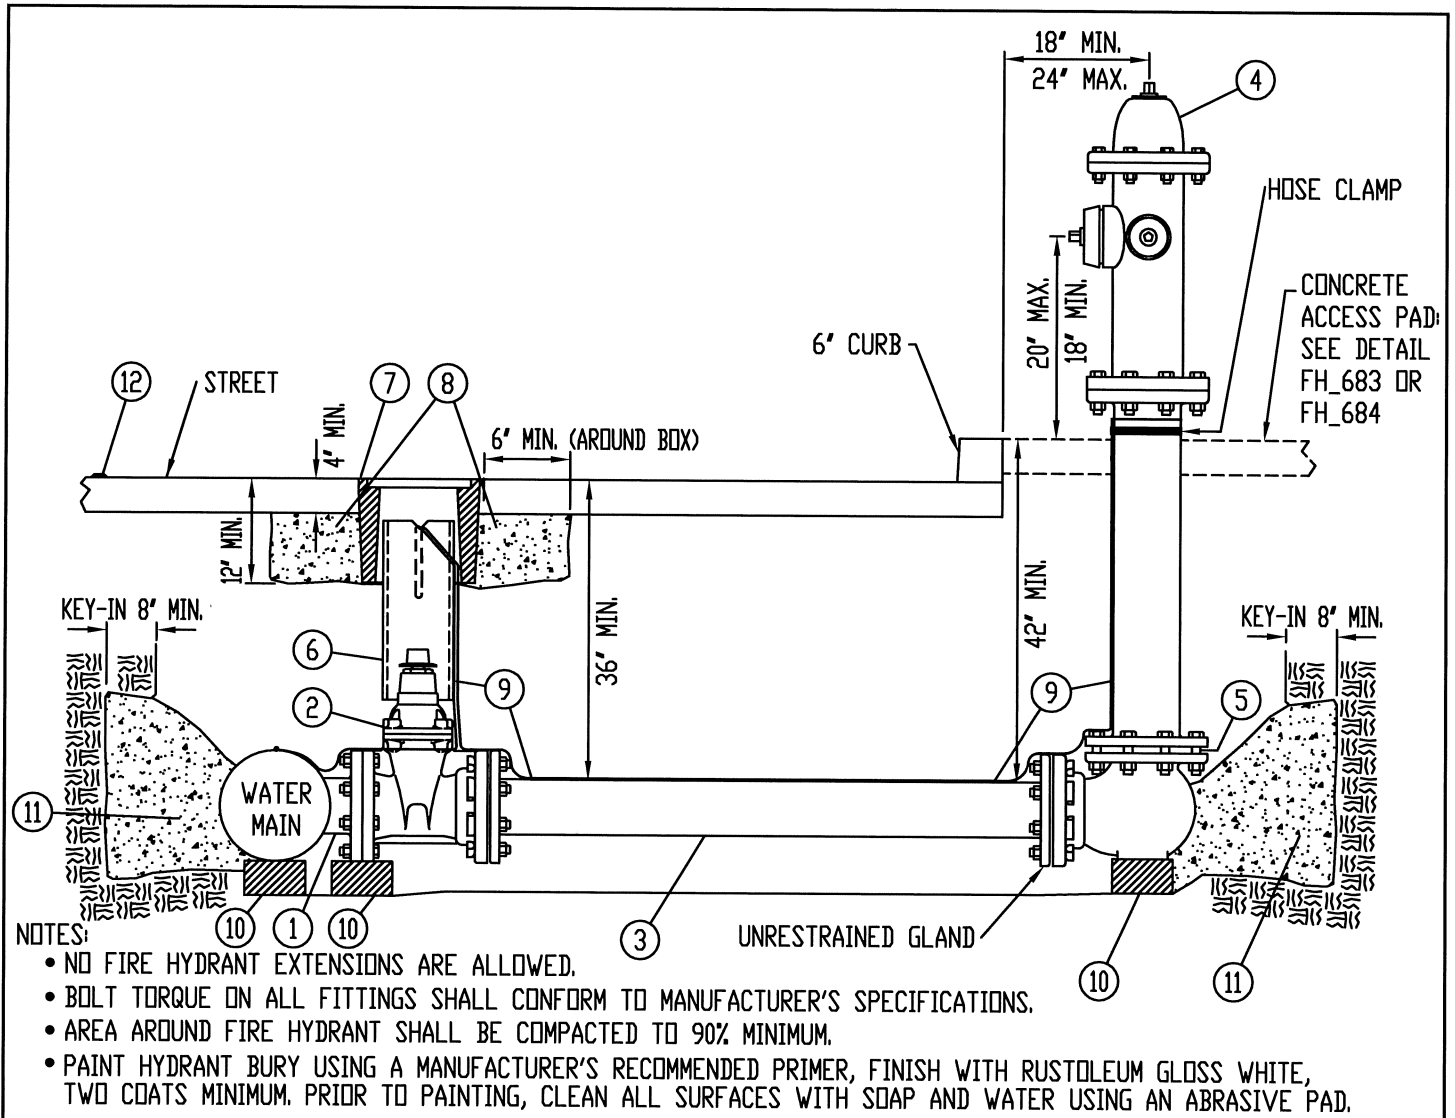 18" MIN.
24" MAX.
4
HOSE CLAMP
20" MAX.
18" MIN.
CONCRETE
ACCESS PAD:
SEE DETAIL
FH_683 OR
FH_684
6" CURB
12
STREET
7
8
4" MIN.
6" MIN. (AROUND BOX)
12" MIN.
36" MIN.
42" MIN.
KEY-IN 8" MIN.
KEY-IN 8" MIN.
6
2
9
9
5
11
WATER
MAIN
11
10
1
10
3
UNRESTRAINED GLAND
10
NOTES:
• NO FIRE HYDRANT EXTENSIONS ARE ALLOWED.
• BOLT TORQUE ON ALL FITTINGS SHALL CONFORM TO MANUFACTURER'S SPECIFICATIONS.
• AREA AROUND FIRE HYDRANT SHALL BE COMPACTED TO 90% MINIMUM.
• PAINT HYDRANT BURY USING A MANUFACTURER'S RECOMMENDED PRIMER, FINISH WITH RUSTOLEUM GLOSS WHITE,
TWO COATS MINIMUM. PRIOR TO PAINTING, CLEAN ALL SURFACES WITH SOAP AND WATER USING AN ABRASIVE PAD.